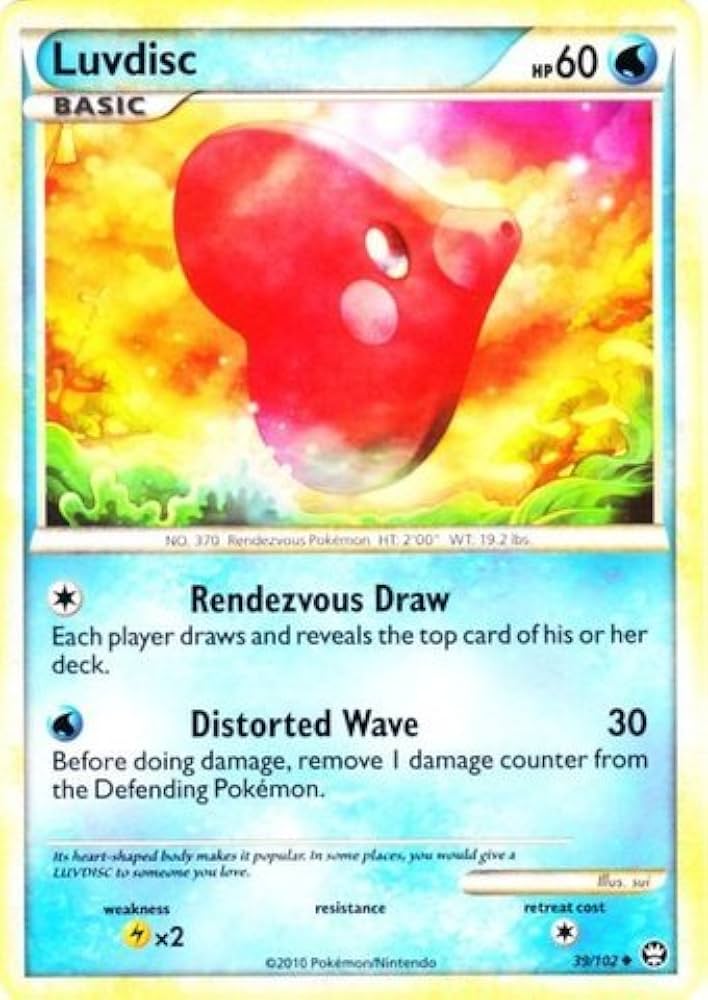 Luvdisc HP 60
BASIC
NO. 370 Rendezvous Pokémon HT: 2'00" WT: 19.2 lbs.
Rendezvous Draw
Each player draws and reveals the top card of his or her
deck.
Distorted Wave 30
Before doing damage, remove 1 damage counter from
the Defending Pokémon.
Its heart-shaped body makes it popular. In some places, you would give a
LUVDISC to someone you love.
Illus. sui
weakness resistance retreat cost
x2
©2010 Pokémon/Nintendo 39/102